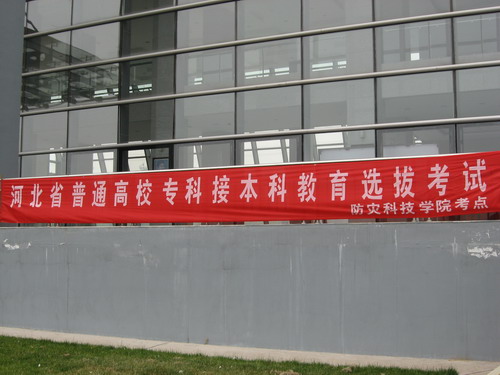 河北省普通高校专科接本科教育选拔考试
防灾科技学院考点